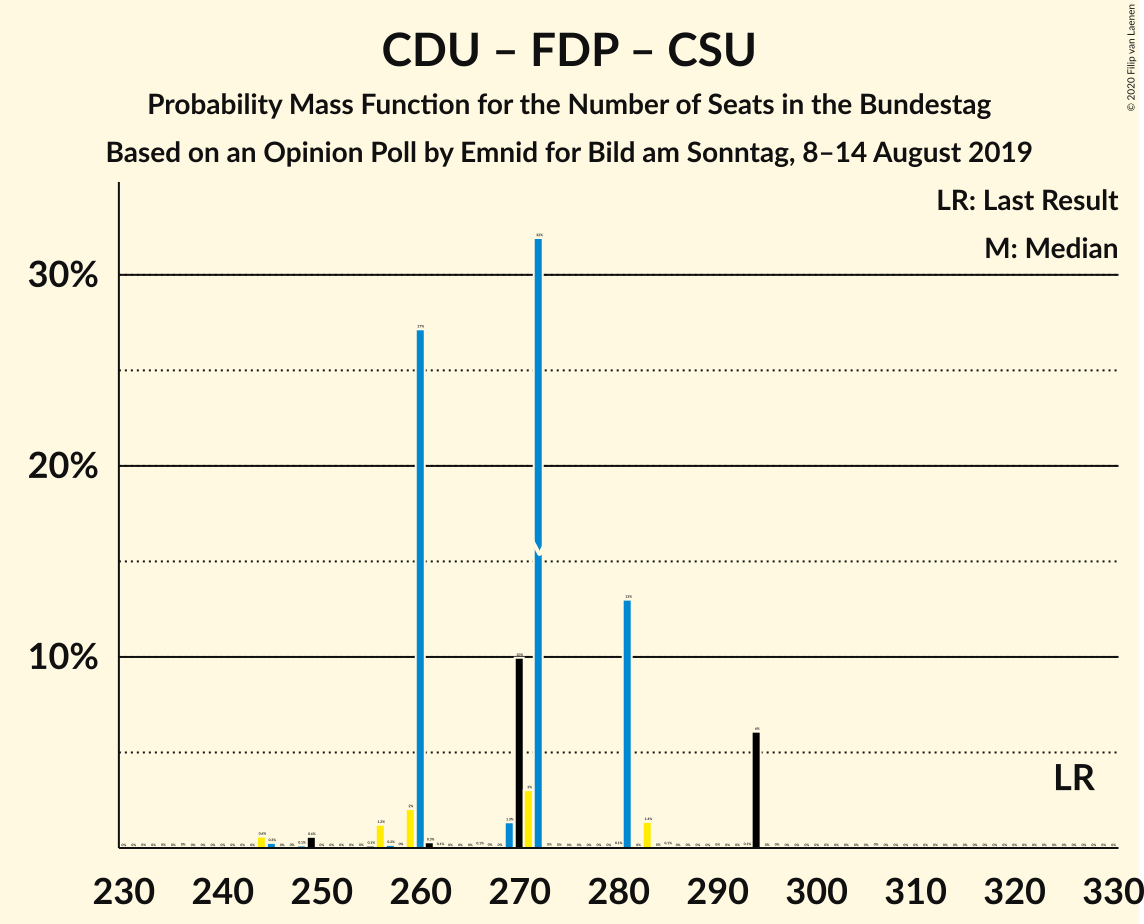 CDU – FDP – CSU
Probability Mass Function for the Number of Seats in the Bundestag
Based on an Opinion Poll by Emnid for Bild am Sonntag, 8–14 August 2019
© 2020 Filip van Laenen
LR: Last Result
M: Median
30%
20%
10%
LR
230 240 250 260 270 280 290 300 310 320 330